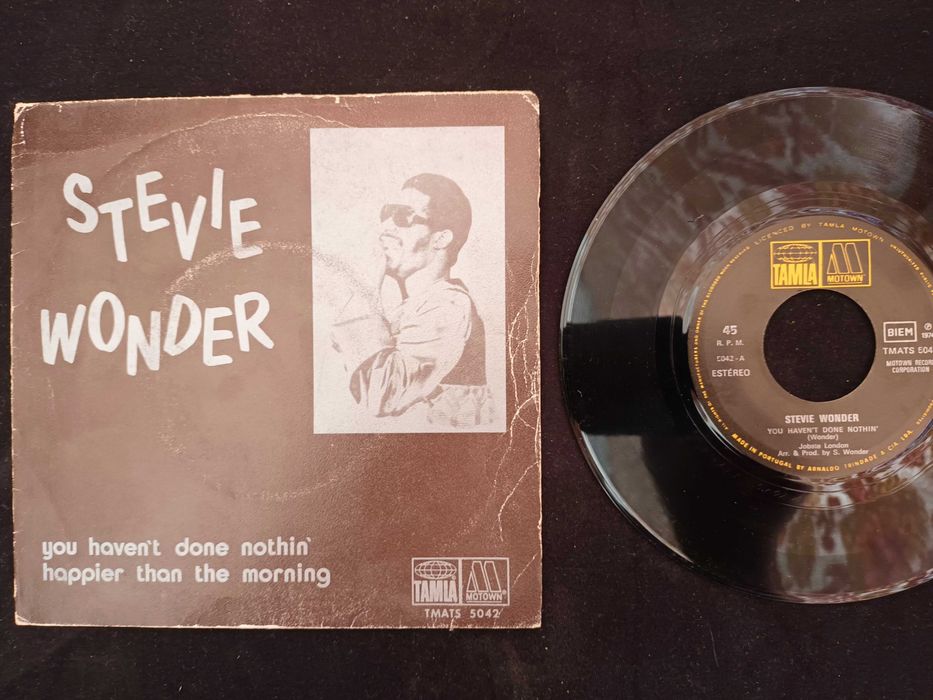 STEVIE
WONDER
you haven't done nothin'
happier than the morning
TAMLA MOTOWN
TMATS 5042
LICENCED BY TAMLA MOTOWN
TAMLA MOTOWN
45
R.P.M.
5042-A
ESTÉREO
BIEM
℗
1974
TMATS 504
MOTOWN RECOR
CORPORATION
STEVIE WONDER
YOU HAVEN'T DONE NOTHIN'
(Wonder)
Jobete London
Arr. & Prod. by S. Wonder
MADE IN PORTUGAL BY ARNALDO TRINDADE & CIA. LDA.